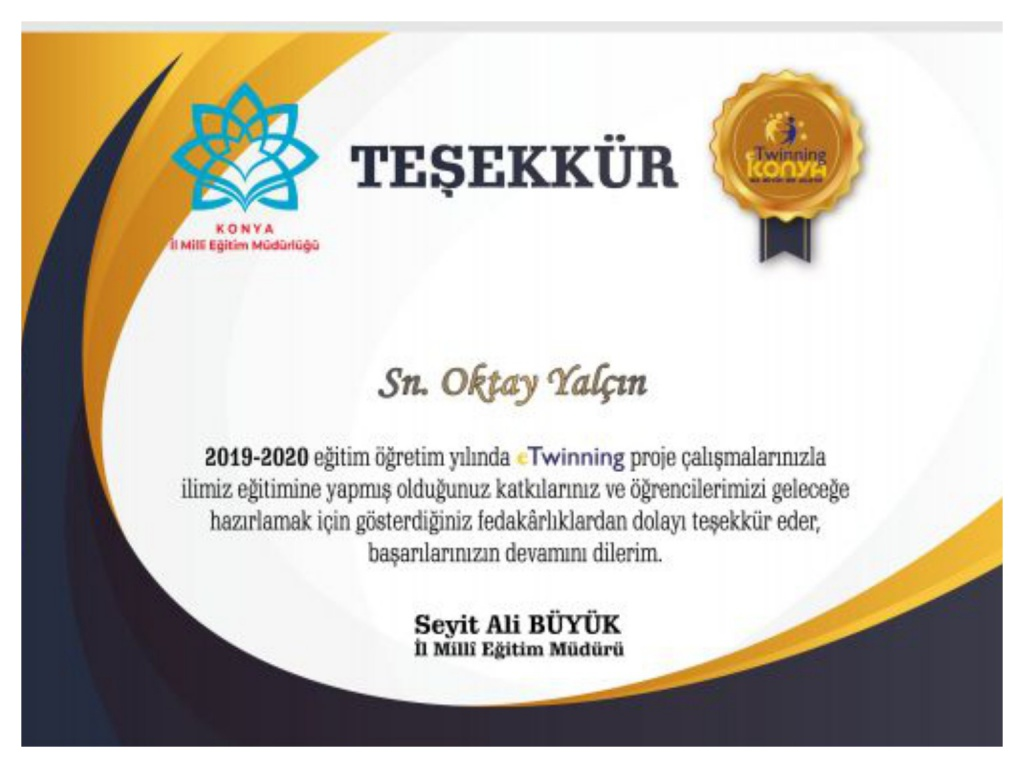 TEŞEKKÜR
eTwinning
Konya
KONYA
İl Millî Eğitim Müdürlüğü
Sn. Oktay Yalçın
2019-2020 eğitim öğretim yılında eTwinning proje çalışmalarınızla
ilimiz eğitimine yapmış olduğunuz katkılarınız ve öğrencilerimizi geleceğe
hazırlamak için gösterdiğiniz fedakârlıklardan dolayı teşekkür eder,
başarılarınızın devamını dilerim.
Seyit Ali BÜYÜK
İl Millî Eğitim Müdürü